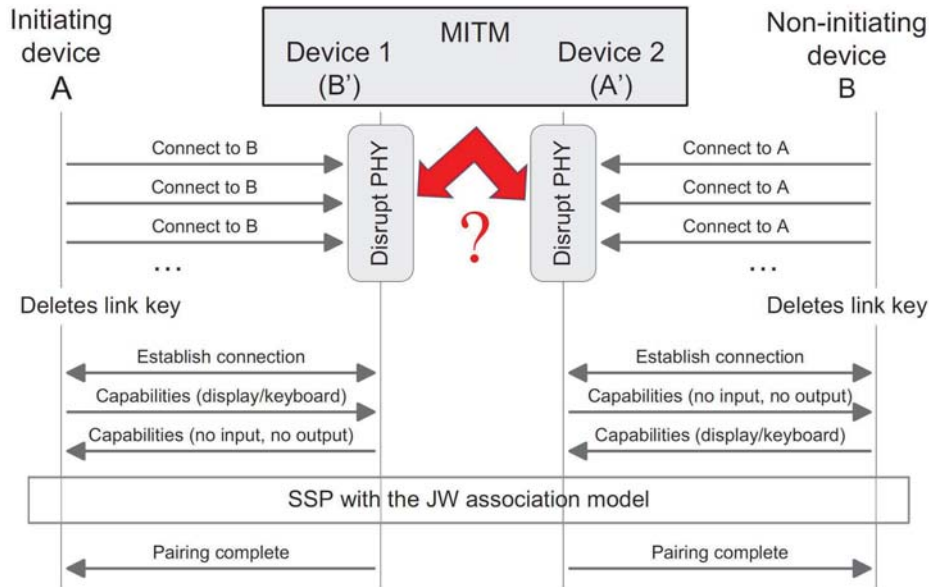 Initiating
device
A
MITM
Device 1
(B')
Device 2
(A')
Non-initiating
device
B
Connect to B
Connect to B
Connect to B
...
Disrupt PHY
?
Disrupt PHY
Connect to A
Connect to A
Connect to A
...
Deletes link key
Deletes link key
Establish connection
Establish connection
Capabilities (display/keyboard)
Capabilities (no input, no output)
Capabilities (no input, no output)
Capabilities (display/keyboard)
SSP with the JW association model
Pairing complete
Pairing complete